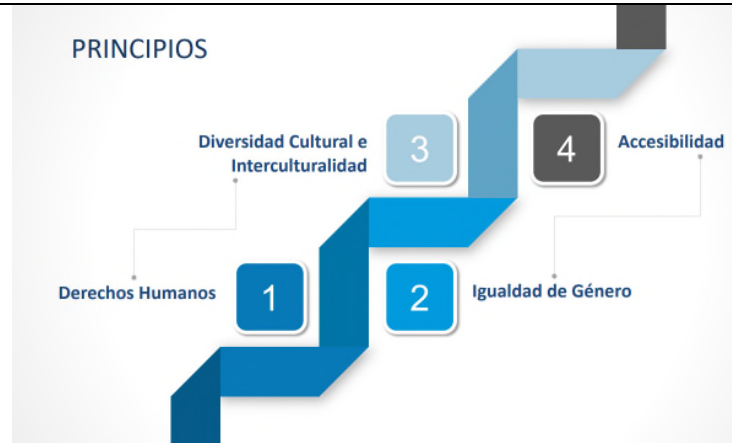 PRINCIPIOS
Diversidad Cultural e
Interculturalidad
3
4
Accesibilidad
Derechos Humanos
1
2
Igualdad de Género